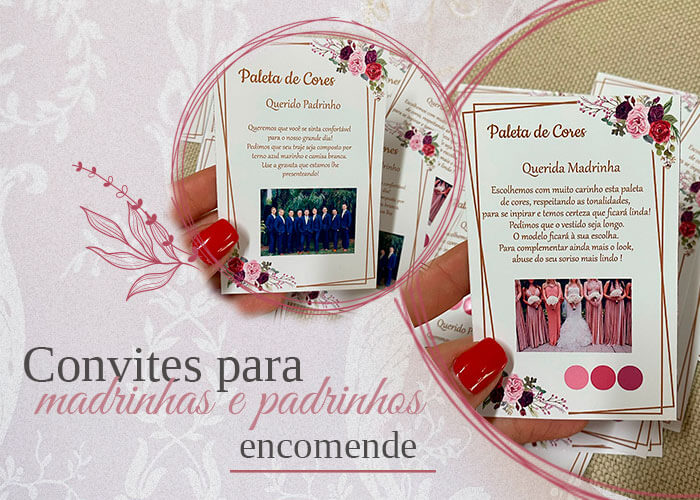 Paleta de Cores
Querido Padrinho
Queremos que você se sinta confortável
para o nosso grande dia!
Pedimos que seu traje seja composto por
terno azul marinho e camisa branca.
Use a gravata que estamos lhe
presenteando!
Paleta de Cores
Querida Madrinha
Escolhemos com muito carinho esta paleta
de cores, respeitando as tonalidades,
para se inspirar e temos certeza que ficará linda!
Pedimos que o vestido seja longo.
O modelo ficará à sua escolha.
Para complementar ainda mais o look,
abuse do seu soriso mais lindo !
Convites para
madrinhas e padrinhos
encomende